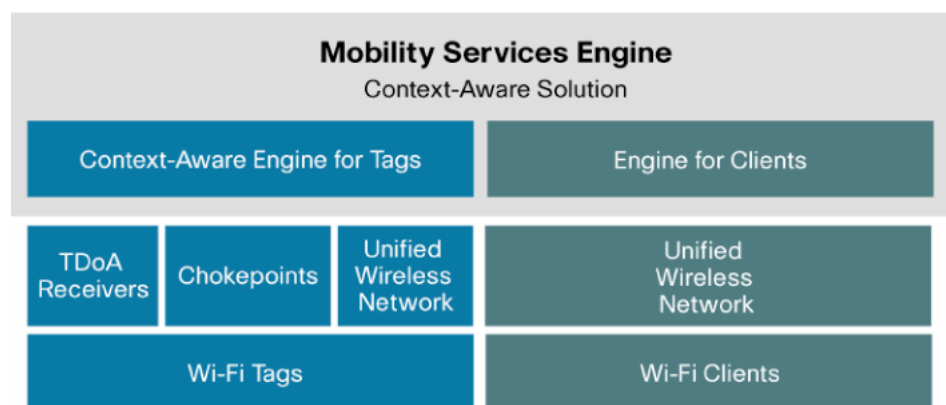 Mobility Services Engine
Context-Aware Solution
Context-Aware Engine for Tags
Engine for Clients
TDoA
Receivers
Chokepoints
Unified
Wireless
Network
Unified
Wireless
Network
Wi-Fi Tags
Wi-Fi Clients